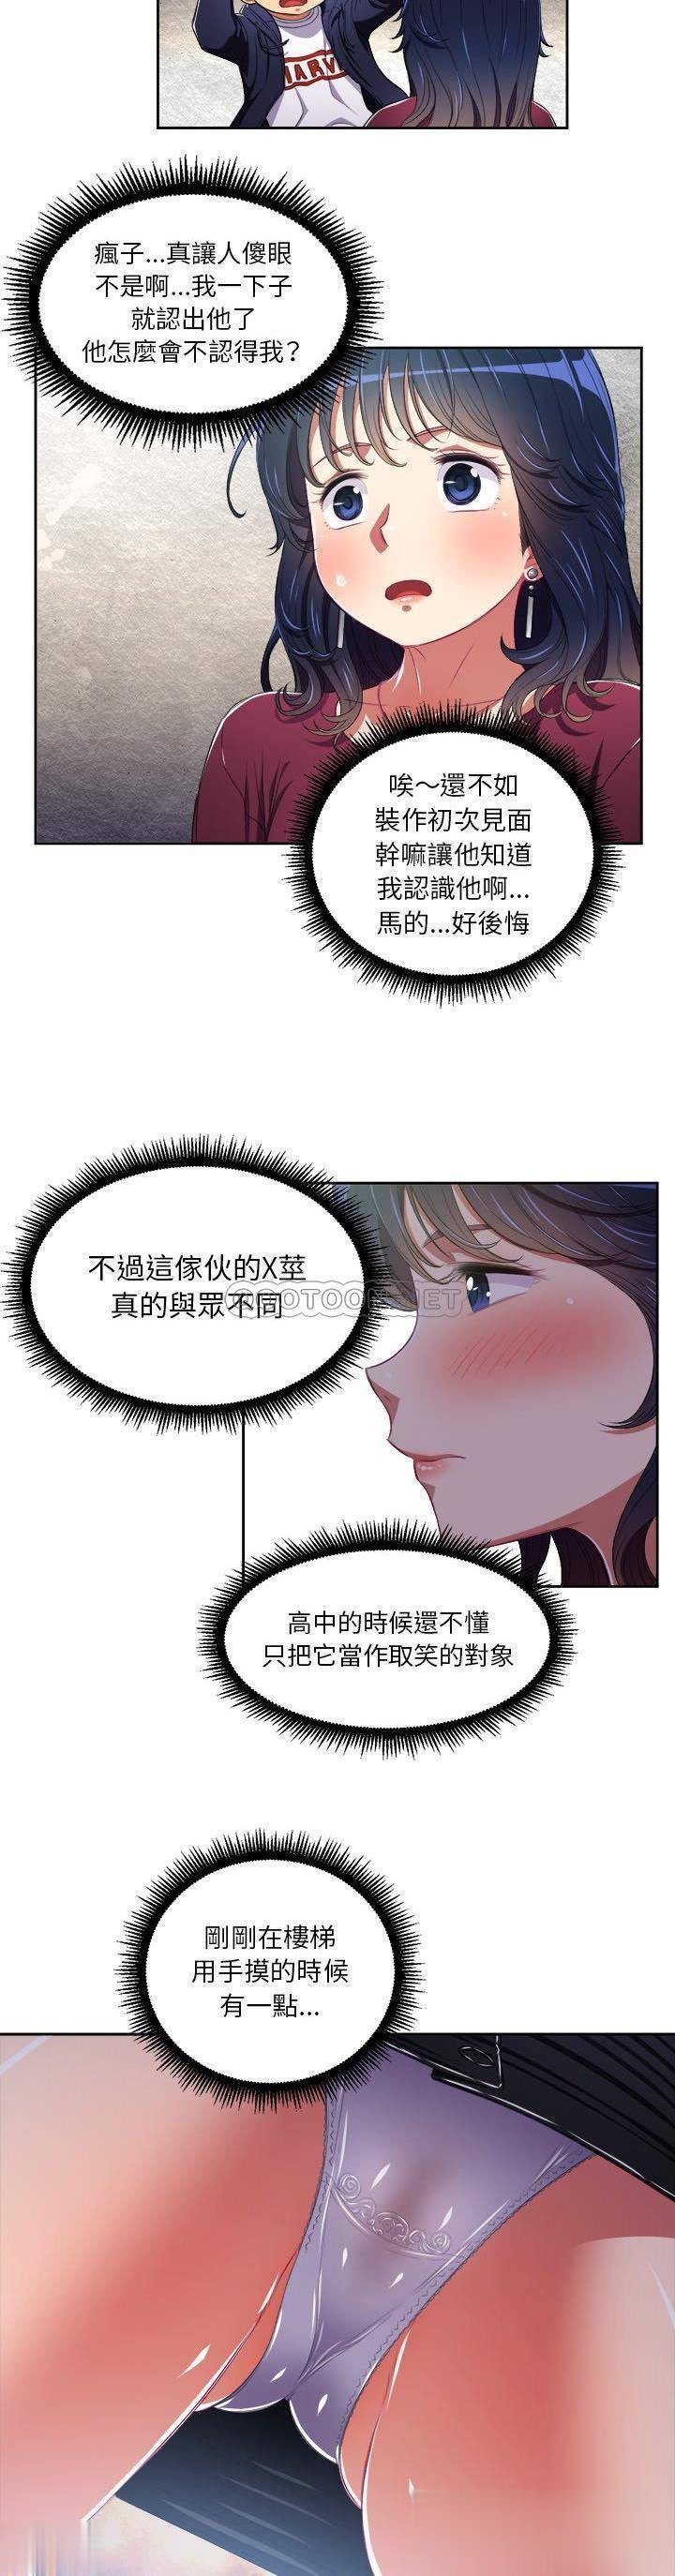 MARV
瘋子...真讓人傻眼
不是啊...我一下子
就認出他了
他怎麼會不認得我？
唉～還不如
裝作初次見面
幹嘛讓他知道
我認識他啊...
馬的...好後悔
不過這傢伙的X莖
真的與眾不同
高中的時候還不懂
只把它當作取笑的對象
剛剛在樓梯
用手摸的時候
有一點...